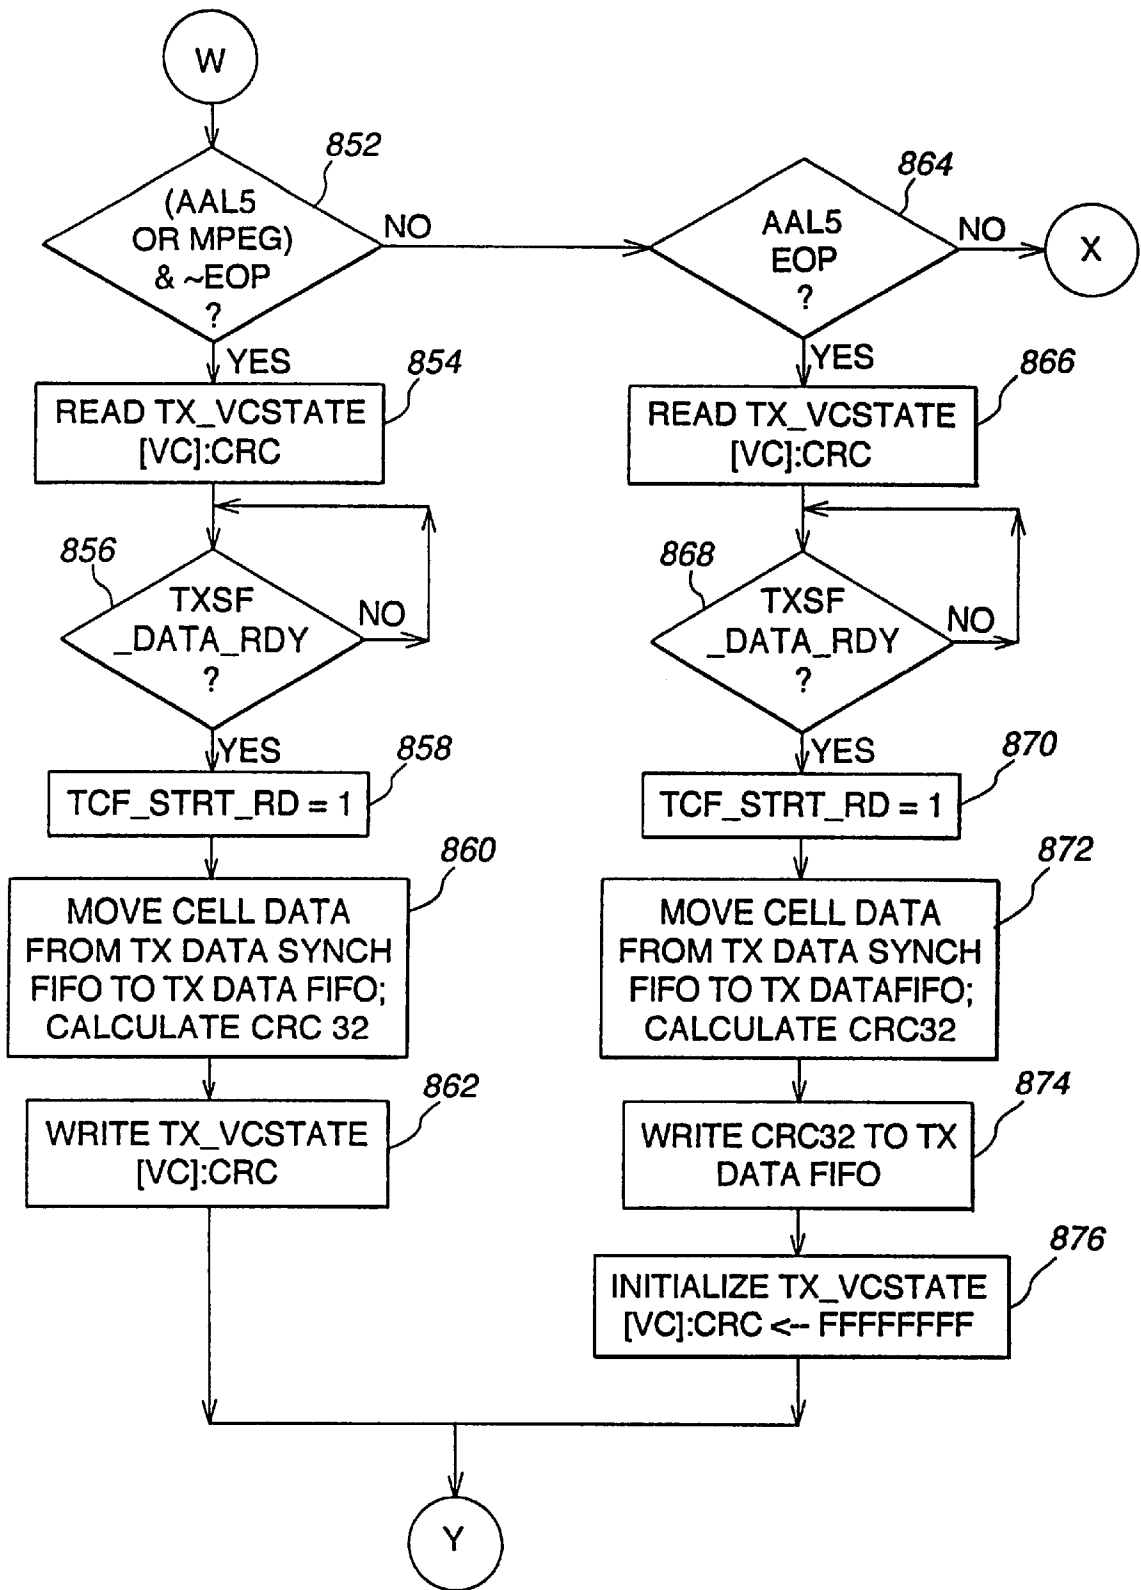 W
852
(AAL5
OR MPEG)
& ~EOP
?
NO
YES
864
AAL5
EOP
?
NO
X
YES
854
READ TX_VCSTATE
[VC]:CRC
856
TXSF
_DATA_RDY
?
NO
YES
858
TCF_STRT_RD = 1
860
MOVE CELL DATA
FROM TX DATA SYNCH
FIFO TO TX DATA FIFO;
CALCULATE CRC 32
862
WRITE TX_VCSTATE
[VC]:CRC
866
READ TX_VCSTATE
[VC]:CRC
868
TXSF
_DATA_RDY
?
NO
YES
870
TCF_STRT_RD = 1
872
MOVE CELL DATA
FROM TX DATA SYNCH
FIFO TO TX DATAFIFO;
CALCULATE CRC32
874
WRITE CRC32 TO TX
DATA FIFO
876
INITIALIZE TX_VCSTATE
[VC]:CRC <-- FFFFFFFF
Y